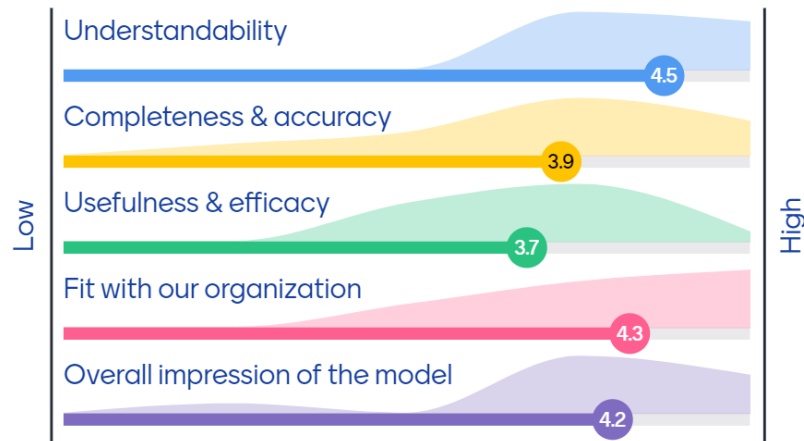 Understandability
4.5
Completeness & accuracy
3.9
Usefulness & efficacy
3.7
Fit with our organization
4.3
Overall impression of the model
4.2
Low
High